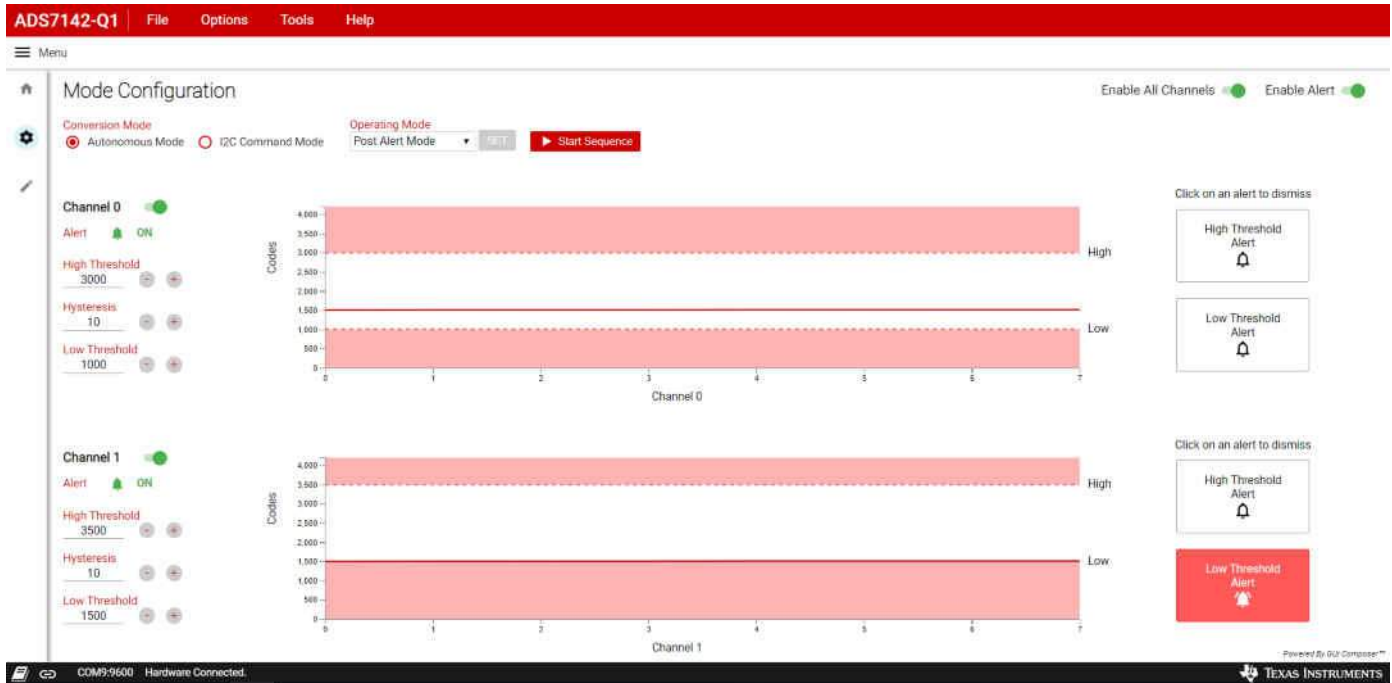 ADS7142-Q1 File Options Tools Help
Menu
Mode Configuration
Enable All Channels
Enable Alert
Conversion Mode
Autonomous Mode
I2C Command Mode
Operating Mode
Post Alert Mode
SET
Start Sequence
Channel 0
Alert ON
High Threshold
3000
Hysteresis
10
Low Threshold
1000
Codes
4,000
3,500
3,000
2,500
2,000
1,500
1,000
500
0
0 1 2 3 4 5 6 7
Channel 0
High
Low
Click on an alert to dismiss
High Threshold
Alert
Low Threshold
Alert
Channel 1
Alert ON
High Threshold
3500
Hysteresis
10
Low Threshold
1500
Codes
4,000
3,500
3,000
2,500
2,000
1,500
1,000
500
0
0 1 2 3 4 5 6 7
Channel 1
High
Low
Click on an alert to dismiss
High Threshold
Alert
Low Threshold
Alert
Powered By GUI Composer™
COM9:9600 Hardware Connected.
TEXAS INSTRUMENTS